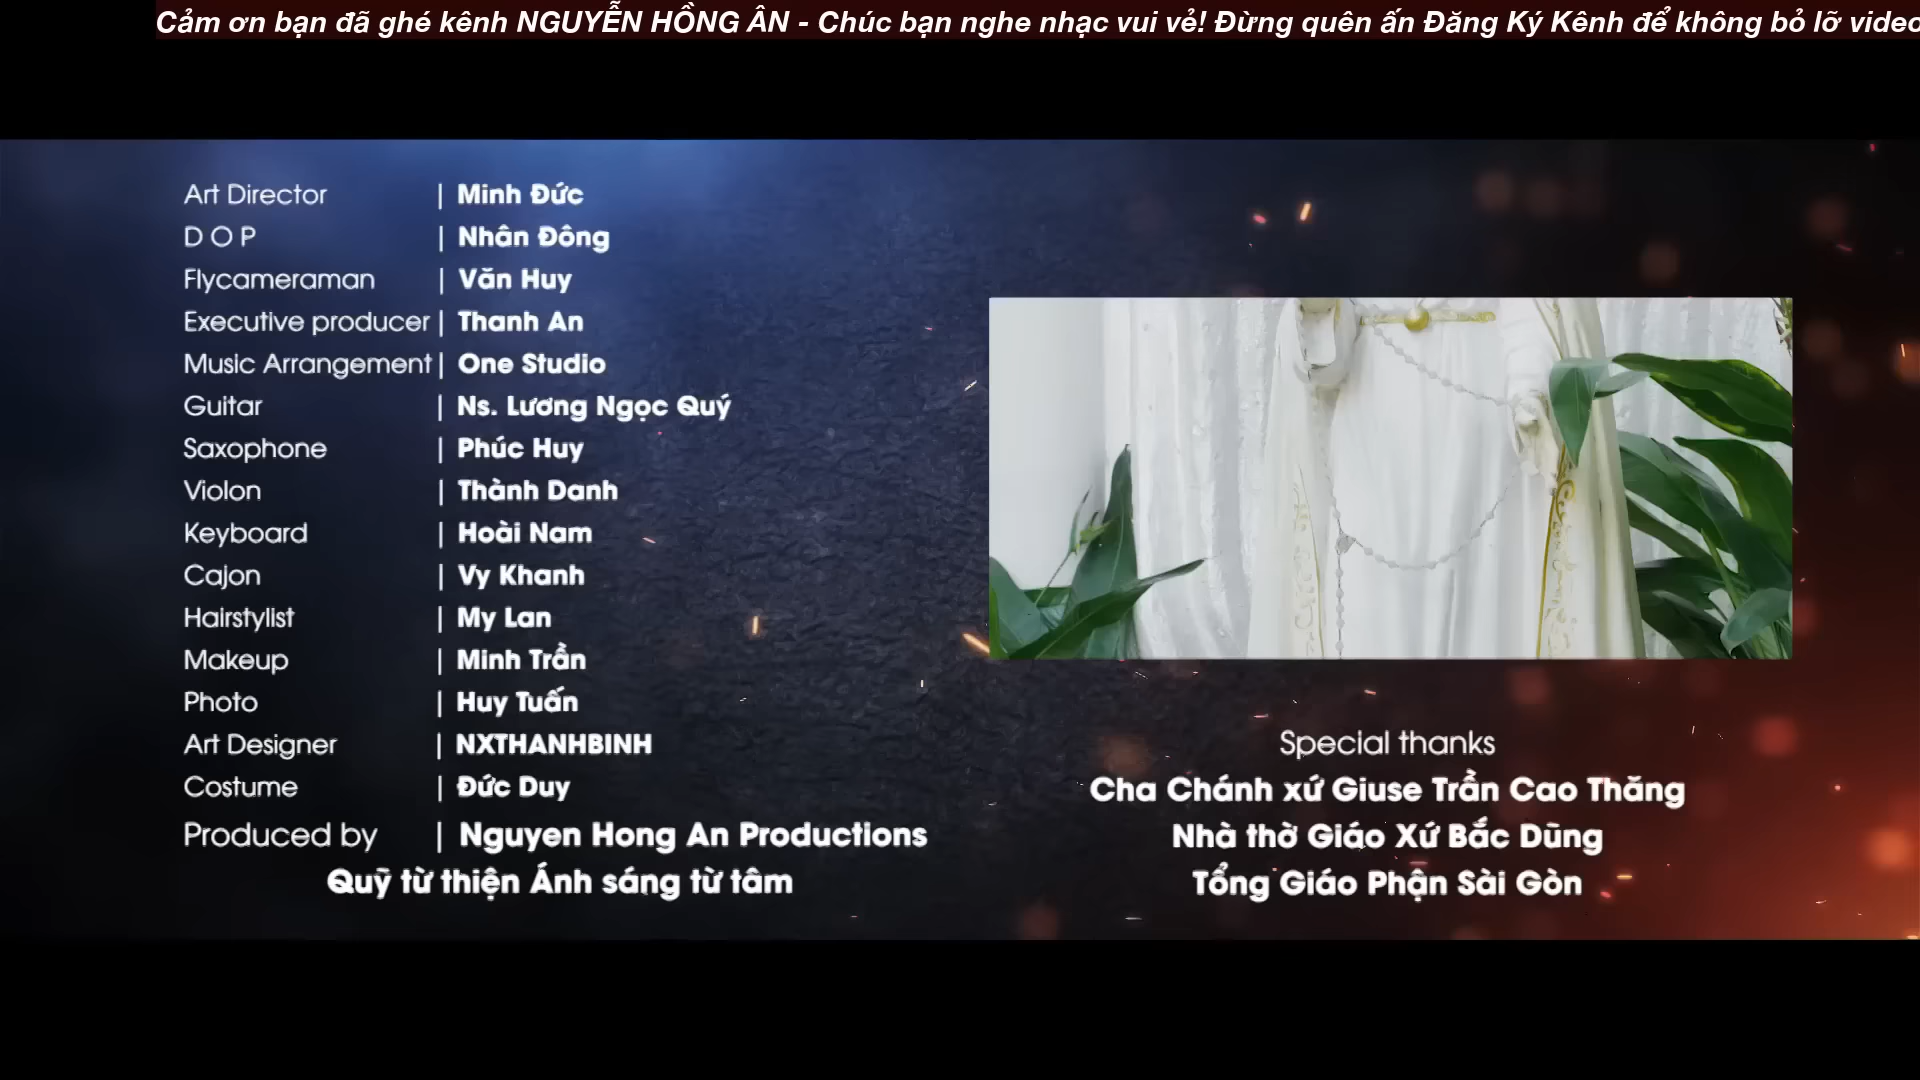 Cảm ơn bạn đã ghé kênh NGUYỄN HỒNG ÂN - Chúc bạn nghe nhạc vui vẻ! Đừng quên ấn Đăng Ký Kênh để không bỏ lỡ video
Art Director | Minh Đức
D O P | Nhân Đông
Flycameraman | Văn Huy
Executive producer | Thanh An
Music Arrangement | One Studio
Guitar | Ns. Lương Ngọc Quý
Saxophone | Phúc Huy
Violon | Thành Danh
Keyboard | Hoài Nam
Cajon | Vy Khanh
Hairstylist | My Lan
Makeup | Minh Trần
Photo | Huy Tuấn
Art Designer | NXTHANHBINH
Costume | Đức Duy
Produced by | Nguyen Hong An Productions
Quỹ từ thiện Ánh sáng từ tâm
Special thanks
Cha Chánh xứ Giuse Trần Cao Thăng
Nhà thờ Giáo Xứ Bắc Dũng
Tổng Giáo Phận Sài Gòn